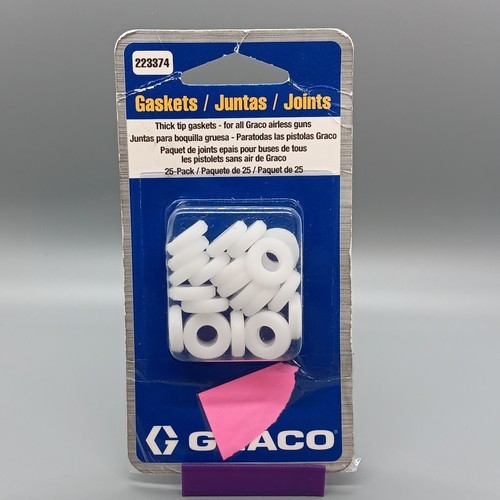 223374
Gaskets / Juntas / Joints
Thick tip gaskets - for all Graco airless guns
Juntas para boquilla gruesa - Paratodas las pistolas Graco
Paquet de joints epais pour buses de tous
les pistolets sans air de Graco
25-Pack / Paquete de 25 / Paquet de 25
GRACO